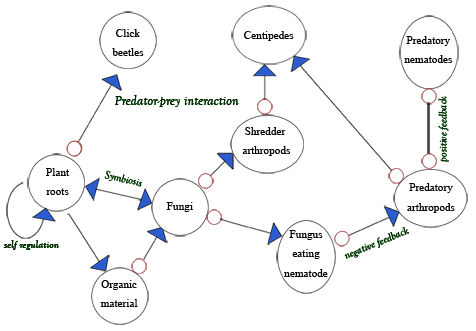 Click
beetles
Centipedes
Predatory
nematodes
Predator-prey interaction
positive feedback
Shredder
arthropods
Plant
roots
Symbiosis
Fungi
Predatory
arthropods
self regulation
Fungus
eating
nematode
negative feedback
Organic
material